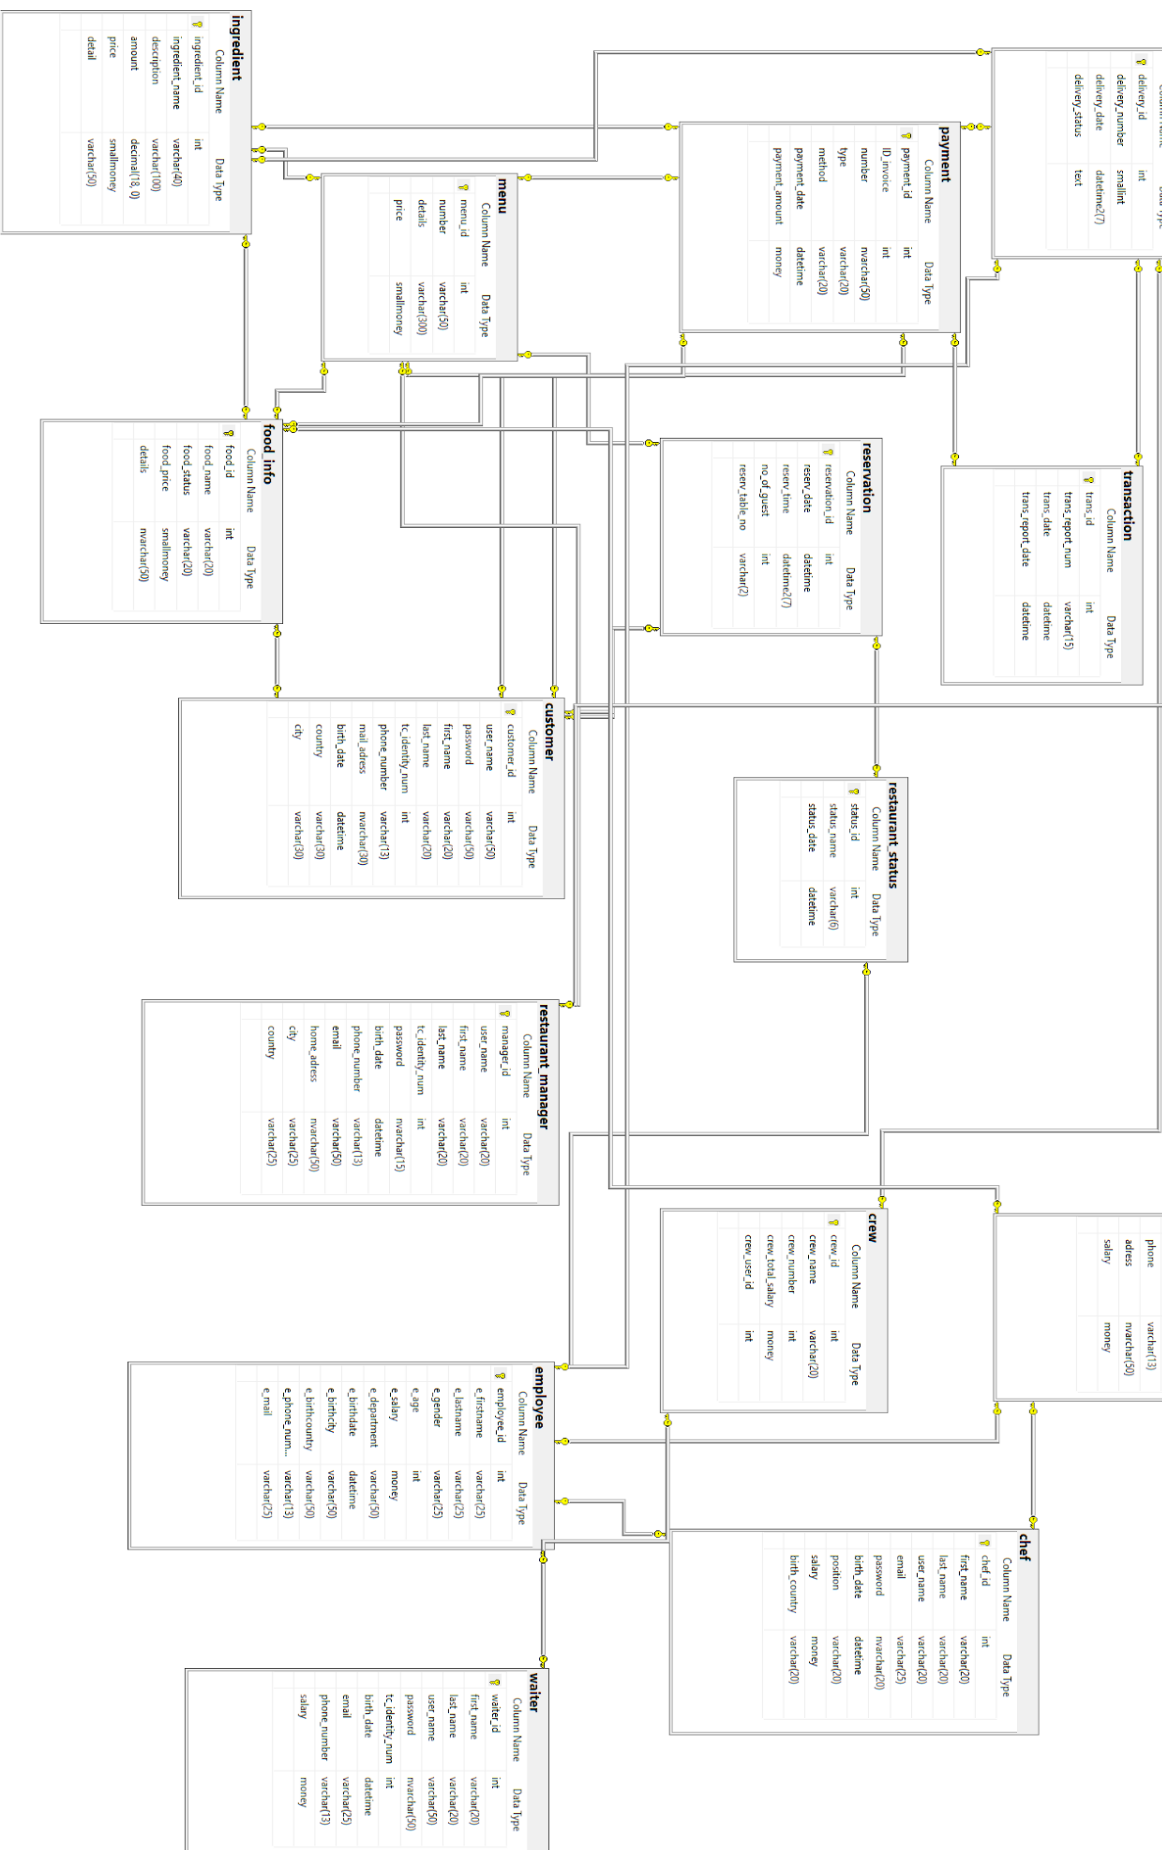 ingredient
Column Name Data Type
ingredient_id int
ingredient_name varchar(40)
description varchar(100)
amount decimal(18, 0)
price smallmoney
detail varchar(50)
menu
Column Name Data Type
menu_id int
number varchar(50)
details varchar(300)
price smallmoney
payment
Column Name Data Type
payment_id int
ID_invoice int
number nvarchar(50)
type varchar(20)
method varchar(20)
payment_date datetime
payment_amount money
delivery_id int
delivery_number smallint
delivery_date datetime2(7)
delivery_status text
food_info
Column Name Data Type
food_id int
food_name varchar(20)
food_status varchar(20)
food_price smallmoney
details nvarchar(50)
reservation
Column Name Data Type
reservation_id int
reserv_date datetime
reserv_time datetime2(7)
no_of_guest int
reserv_table_no varchar(2)
transaction
Column Name Data Type
trans_id int
trans_report_num varchar(15)
trans_date datetime
trans_report_date datetime
customer
Column Name Data Type
customer_id int
user_name varchar(50)
password varchar(50)
first_name varchar(20)
last_name varchar(20)
tc_identity_num int
phone_number varchar(13)
mail_adress nvarchar(30)
birth_date datetime
country varchar(30)
city varchar(30)
restaurant_status
Column Name Data Type
status_id int
status_name varchar(6)
status_date datetime
restaurant_manager
Column Name Data Type
manager_id int
user_name varchar(20)
first_name varchar(20)
last_name varchar(20)
tc_identity_num int
password nvarchar(15)
birth_date datetime
phone_number varchar(13)
email varchar(50)
home_adress nvarchar(50)
city varchar(25)
country varchar(25)
crew
Column Name Data Type
crew_id int
crew_name varchar(20)
crew_number int
crew_total_salary money
crew_user_id int
phone varchar(13)
adress nvarchar(50)
salary money
employee
Column Name Data Type
employee_id int
e_firstname varchar(25)
e_lastname varchar(25)
e_gender varchar(25)
e_age int
e_salary money
e_department varchar(50)
e_birthdate datetime
e_birthcity varchar(50)
e_birthcountry varchar(50)
e_phone_num... varchar(13)
e_mail varchar(25)
chef
Column Name Data Type
chef_id int
first_name varchar(20)
last_name varchar(20)
user_name varchar(20)
email varchar(25)
password nvarchar(20)
birth_date datetime
position varchar(20)
salary money
birth_country varchar(20)
waiter
Column Name Data Type
waiter_id int
first_name varchar(20)
last_name varchar(20)
user_name varchar(50)
password nvarchar(50)
tc_identity_num int
birth_date datetime
email varchar(25)
phone_number varchar(13)
salary money